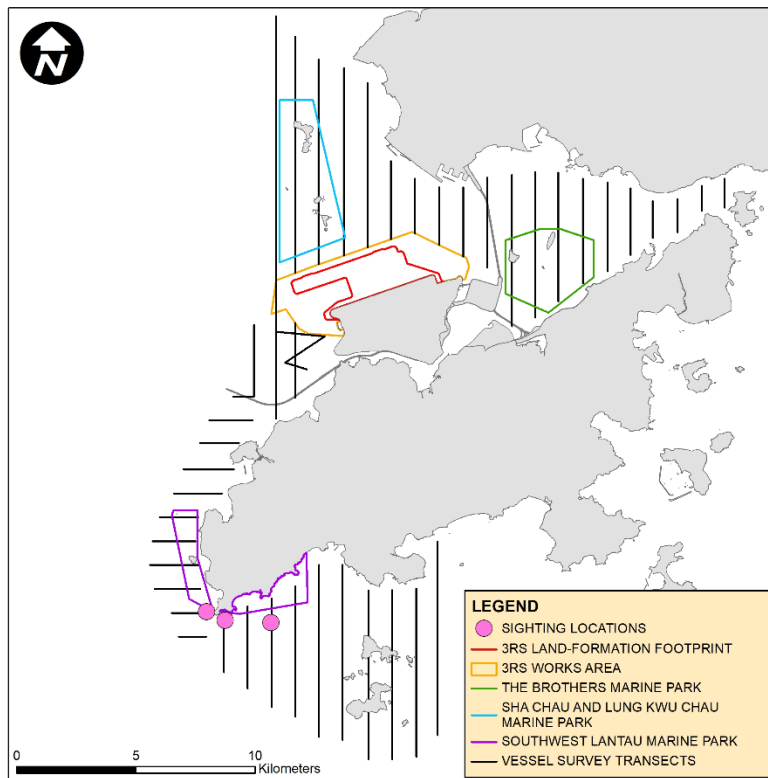 N
LEGEND
SIGHTING LOCATIONS
3RS LAND-FORMATION FOOTPRINT
3RS WORKS AREA
THE BROTHERS MARINE PARK
SHA CHAU AND LUNG KWU CHAU
MARINE PARK
SOUTHWEST LANTAU MARINE PARK
VESSEL SURVEY TRANSECTS
0 5 10
Kilometers